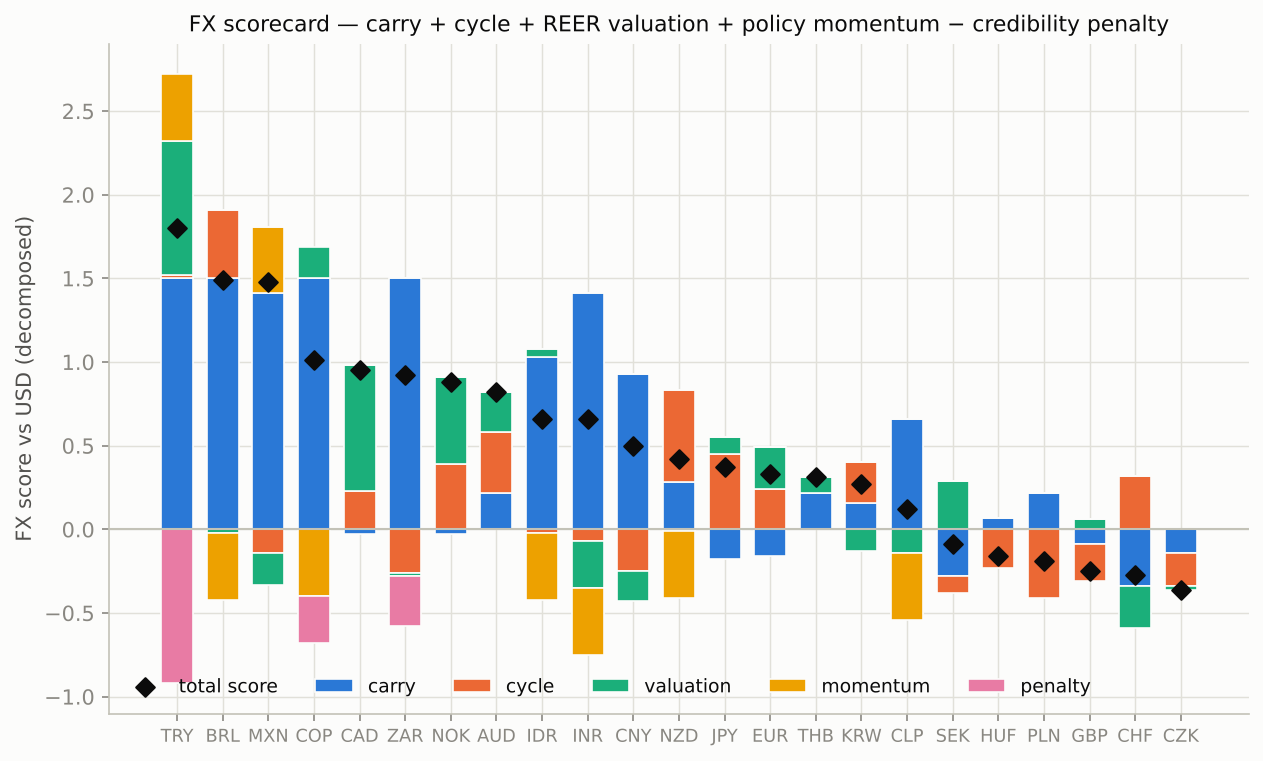 FX scorecard — carry + cycle + REER valuation + policy momentum − credibility penalty
FX score vs USD (decomposed)
2.5
2.0
1.5
1.0
0.5
0.0
−0.5
−1.0
total score carry cycle valuation momentum penalty
TRY BRL MXN COP CAD ZAR NOK AUD IDR INR CNY NZD JPY EUR THB KRW CLP SEK HUF PLN GBP CHF CZK